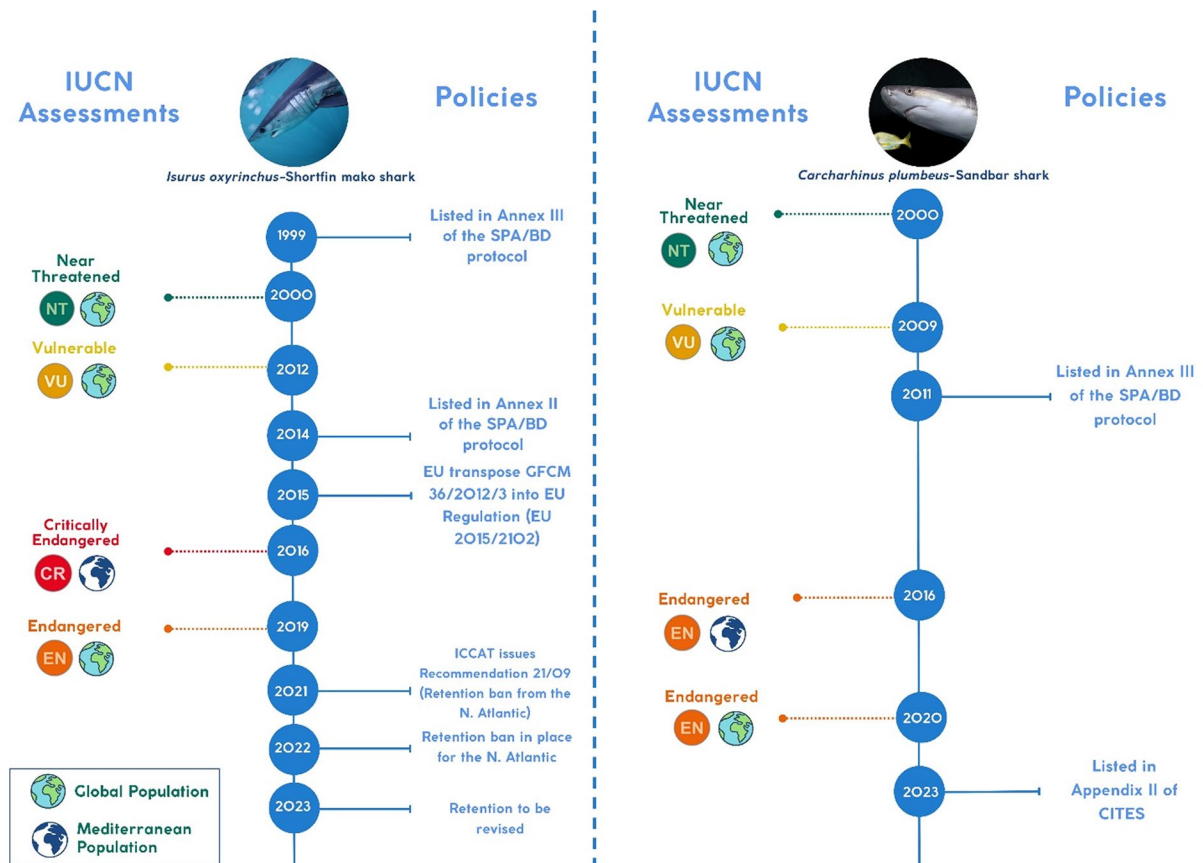 IUCN
Assessments
Policies
Isurus oxyrinchus-Shortfin mako shark
1999
Listed in Annex III
of the SPA/BD
protocol
Near
Threatened
NT
2000
Vulnerable
VU
2012
2014
Listed in Annex II
of the SPA/BD
protocol
2015
EU transpose GFCM
36/2012/3 into EU
Regulation (EU
2015/2102)
Critically
Endangered
CR
2016
Endangered
EN
2019
2021
ICCAT issues
Recommendation 21/09
(Retention ban from the
N. Atlantic)
2022
Retention ban in place
for the N. Atlantic
2023
Retention to be
revised
Global Population
Mediterranean
Population
IUCN
Assessments
Policies
Carcharhinus plumbeus-Sandbar shark
Near
Threatened
NT
2000
Vulnerable
VU
2009
2011
Listed in Annex III
of the SPA/BD
protocol
Endangered
EN
2016
Endangered
EN
2020
2023
Listed in
Appendix II of
CITES